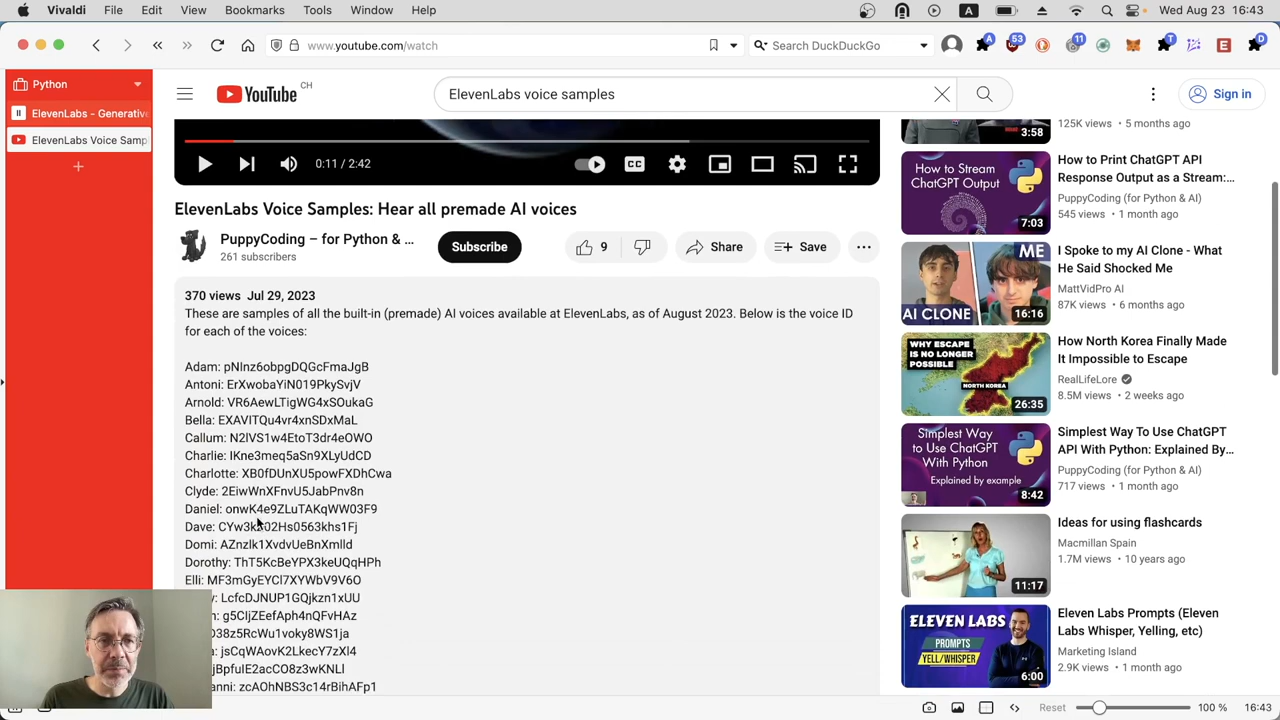 Vivaldi File Edit View Bookmarks Tools Window Help A Wed Aug 23 16:43
www.youtube.com/watch Search DuckDuckGo A 53 11 T E D
Python
ElevenLabs - Generative
ElevenLabs Voice Samp
YouTube CH
ElevenLabs voice samples
Sign in
0:11 / 2:42
CC
ElevenLabs Voice Samples: Hear all premade AI voices
PuppyCoding – for Python & ...
261 subscribers
Subscribe
9
Share
Save
370 views Jul 29, 2023
These are samples of all the built-in (premade) AI voices available at ElevenLabs, as of August 2023. Below is the voice ID
for each of the voices:
Adam: pNInz6obpgDQGcFmaJgB
Antoni: ErXwobaYiN019PkySvjV
Arnold: VR6AewLTigWG4xSOukaG
Bella: EXAVITQu4vr4xnSDxMaL
Callum: N2lVS1w4EtoT3dr4eOWO
Charlie: IKne3meq5aSn9XLyUdCD
Charlotte: XB0fDUnXU5powFXDhCwa
Clyde: 2EiwWnXFnvU5JabPnv8n
Daniel: onwK4e9ZLuTAKqWW03F9
Dave: CYw3kZ02Hs0563khs1Fj
Domi: AZnzlk1XvdvUeBnXmlld
Dorothy: ThT5KcBeYPX3keUQqHPh
Elli: MF3mGyEYCl7XYWbV9V6O
LcfcDJNUP1GQjkzn1xUU
g5CIjZEefAph4nQFvHAz
38z5RcWu1voky8WS1ja
jsCqWAovK2LkecY7zXl4
jBpfuIE2acCO8z3wKNLl
anni: zcAOhNBS3c14rBihAFp1
3:58
125K views • 5 months ago
How to Stream
ChatGPT Output
7:03
How to Print ChatGPT API
Response Output as a Stream:...
PuppyCoding (for Python & AI)
545 views • 1 month ago
ME
AI CLONE
16:16
I Spoke to my AI Clone - What
He Said Shocked Me
MattVidPro AI
87K views • 6 months ago
WHY ESCAPE
IS NO LONGER
POSSIBLE
NORTH KOREA
26:35
How North Korea Finally Made
It Impossible to Escape
RealLifeLore
8.5M views • 2 weeks ago
Simplest Way
to Use ChatGPT
With Python
Explained by example
8:42
Simplest Way To Use ChatGPT
API With Python: Explained By...
PuppyCoding (for Python & AI)
717 views • 1 month ago
11:17
Ideas for using flashcards
Macmillan Spain
1.7M views • 10 years ago
ELEVEN LABS
PROMPTS
YELL/WHISPER
6:00
Eleven Labs Prompts (Eleven
Labs Whisper, Yelling, etc)
Marketing Island
2.9K views • 1 month ago
Reset 100 % 16:43